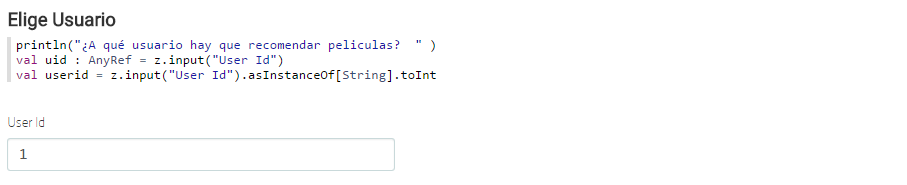 Elige Usuario
println("¿A qué usuario hay que recomendar peliculas?  " )
val uid : AnyRef = z.input("User Id")
val userid = z.input("User Id").asInstanceOf[String].toInt
User Id
1